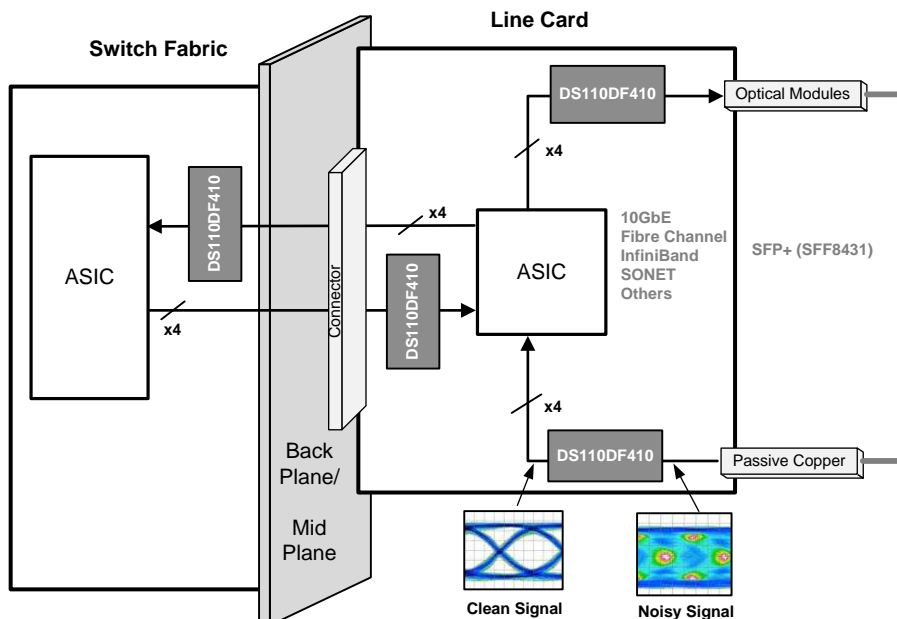 Line Card
Switch Fabric
DS110DF410
Optical Modules
x4
DS110DF410
x4
ASIC
10GbE
Fibre Channel
InfiniBand
SONET
Others
SFP+ (SFF8431)
ASIC
Connector
DS110DF410
x4
x4
Back
Plane/
Mid
Plane
DS110DF410
Passive Copper
Clean Signal
Noisy Signal